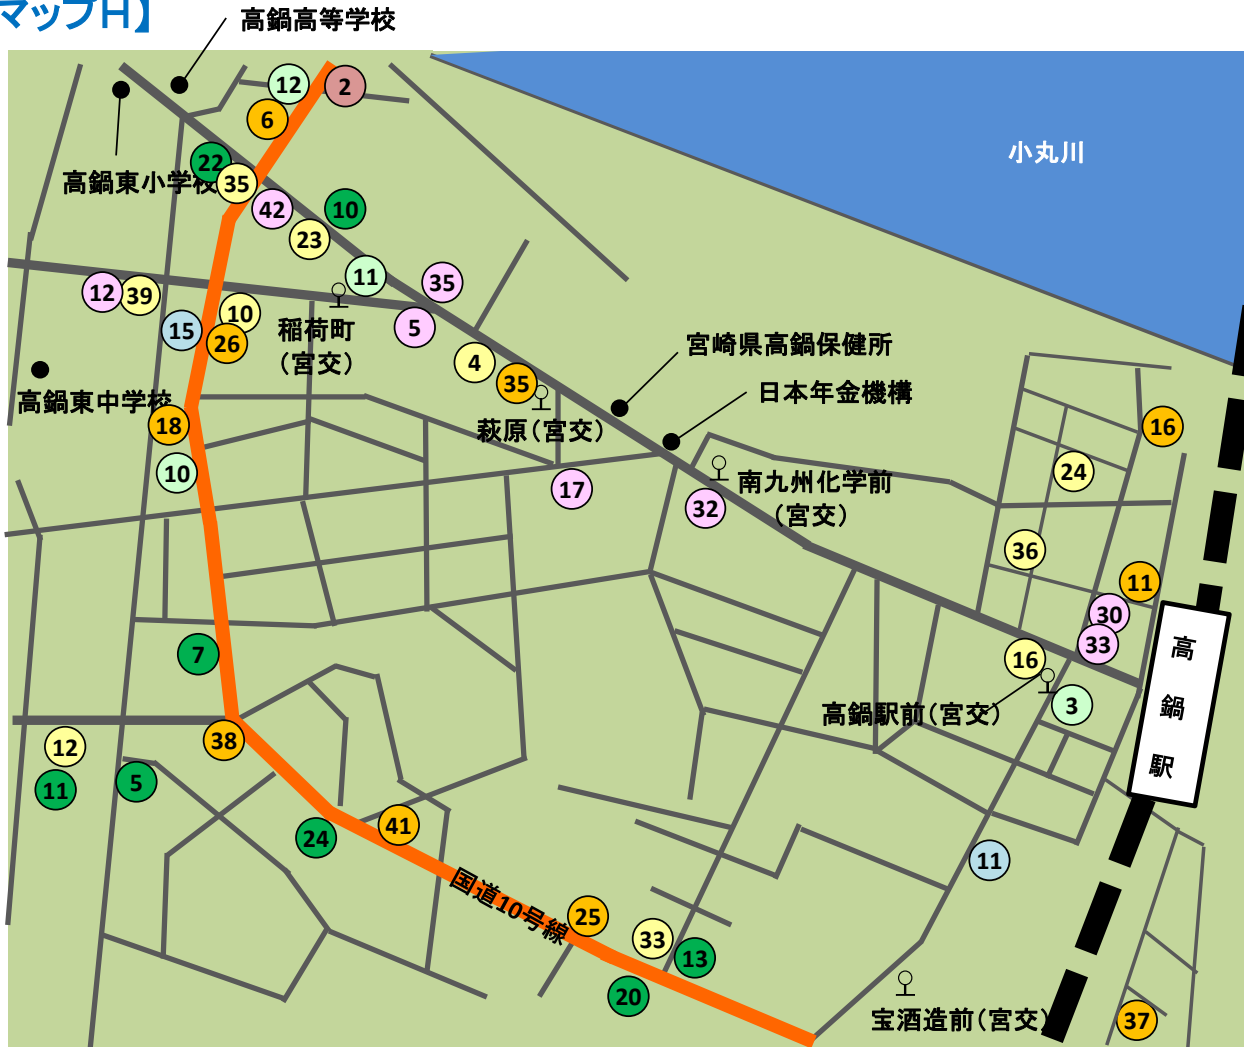 マップH】
高鍋高等学校
12
2
6
小丸川
22
高鍋東小学校
35
42
10
23
11
35
12
39
10
稲荷町
（宮交）
5
15
26
宮崎県高鍋保健所
4
35
日本年金機構
高鍋東中学校
萩原（宮交）
18
16
10
24
17
南九州化学前
（宮交）
32
36
11
30
33
7
16
高鍋駅
3
高鍋駅前（宮交）
38
12
11
5
24
41
11
国道10号線
25
33
13
20
宝酒造前（宮交）
37